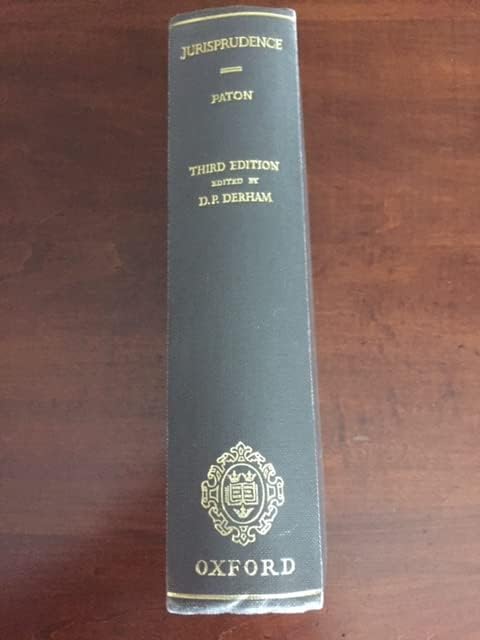 JURISPRUDENCE
PATON
THIRD EDITION
EDITED BY
D.P. DERHAM
OXFORD